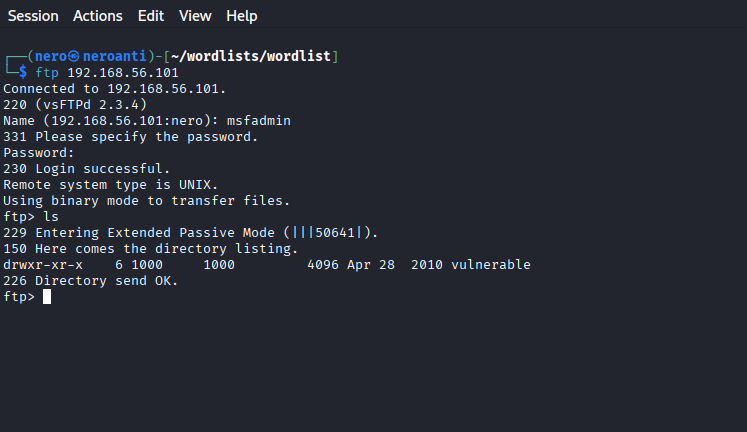 Session Actions Edit View Help
┌──(nero㉿neroanti)-[~/wordlists/wordlist]
└─$ ftp 192.168.56.101
Connected to 192.168.56.101.
220 (vsFTPd 2.3.4)
Name (192.168.56.101:nero): msfadmin
331 Please specify the password.
Password:
230 Login successful.
Remote system type is UNIX.
Using binary mode to transfer files.
ftp> ls
229 Entering Extended Passive Mode (|||50641|).
150 Here comes the directory listing.
drwxr-xr-x    6 1000     1000         4096 Apr 28  2010 vulnerable
226 Directory send OK.
ftp>